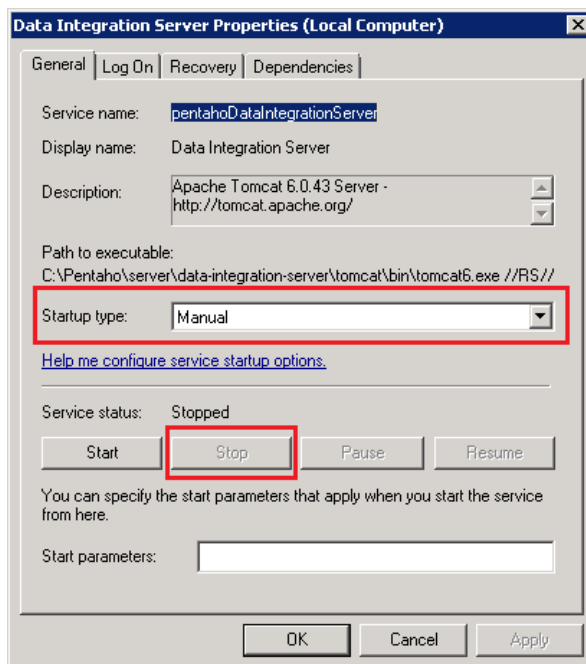 Data Integration Server Properties (Local Computer)
General
Log On
Recovery
Dependencies
Service name:
pentahoDataIntegrationServer
Display name:
Data Integration Server
Description:
Apache Tomcat 6.0.43 Server -
http://tomcat.apache.org/
Path to executable:
C:\Pentaho\server\data-integration-server\tomcat\bin\tomcat6.exe //RS//
Startup type:
Manual
Help me configure service startup options.
Service status:
Stopped
Start
Stop
Pause
Resume
You can specify the start parameters that apply when you start the service
from here.
Start parameters:
OK
Cancel
Apply